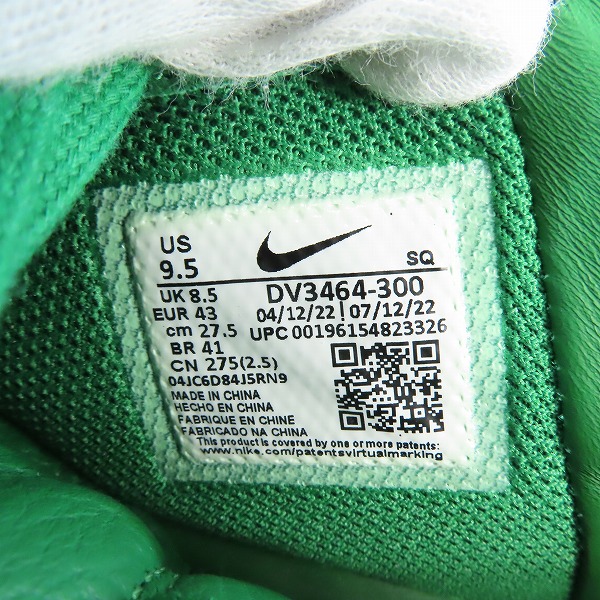 US
9.5
SQ
UK 8.5
DV3464-300
EUR 43
04/12/22 | 07/12/22
cm 27.5
UPC 00196154823326
BR 41
CN 275(2.5)
04JC6D84J5RN9
MADE IN CHINA
HECHO EN CHINA
FABRIQUE EN CHINE
FABRICADO NA CHINA
This product is covered by one or more patents:
www.nike.com/patentsvirtualmarking